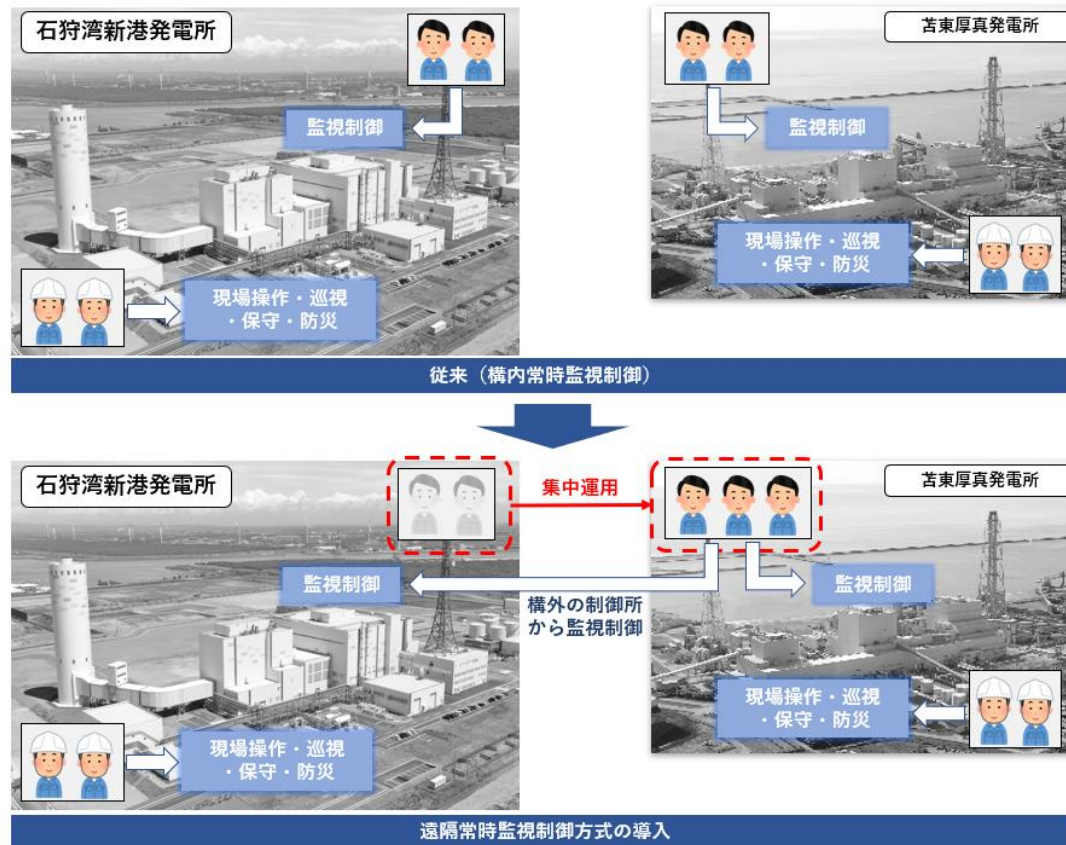 石狩湾新港発電所
苫東厚真発電所
監視制御
監視制御
現場操作・巡視
・保守・防災
現場操作・巡視
・保守・防災
従来（構内常時監視制御）
石狩湾新港発電所
集中運用
苫東厚真発電所
監視制御
構外の制御所
から監視制御
監視制御
現場操作・巡視
・保守・防災
現場操作・巡視
・保守・防災
遠隔常時監視制御方式の導入